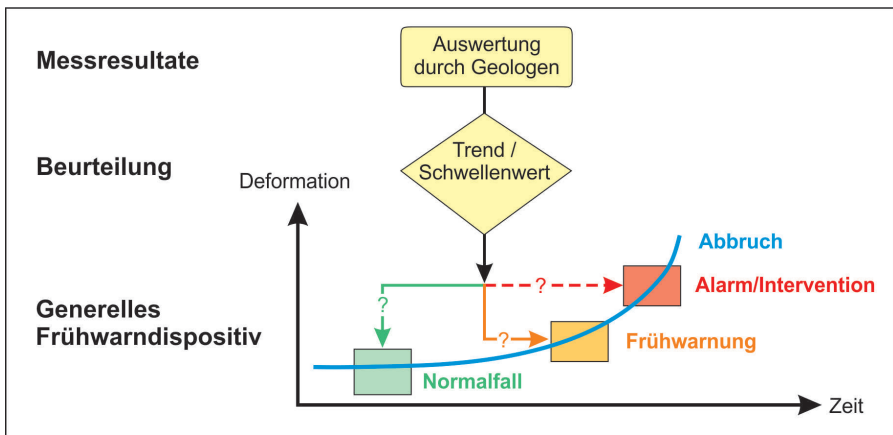 Messresultate
Auswertung
durch Geologen
Beurteilung
Trend /
Schwellenwert
Deformation
Abbruch
Generelles
Frühwarndispositiv
?
?
?
Alarm/Intervention
Frühwarnung
Normalfall
Zeit